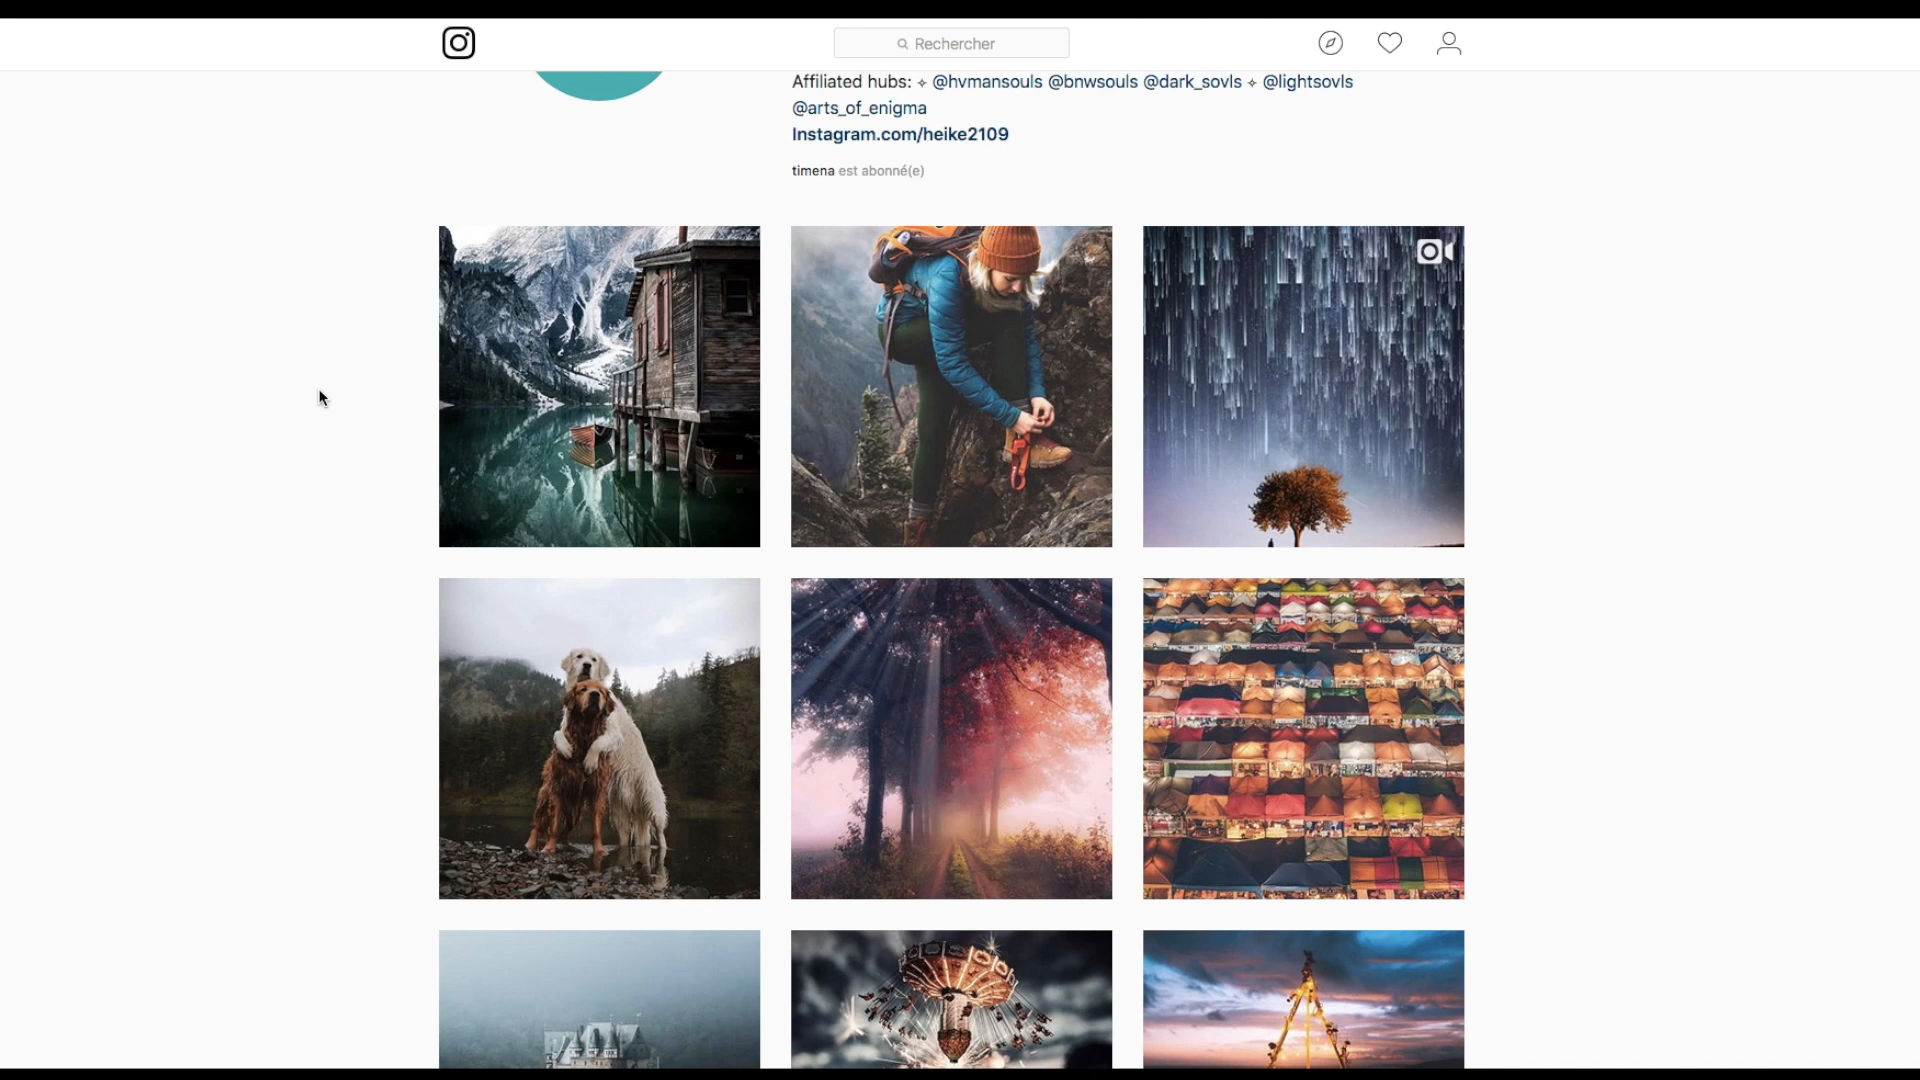 Rechercher
Affiliated hubs: ✧ @hvmansouls @bnwsouls @dark_sovls ✧ @lightsovls
@arts_of_enigma
Instagram.com/heike2109
timena est abonné(e)